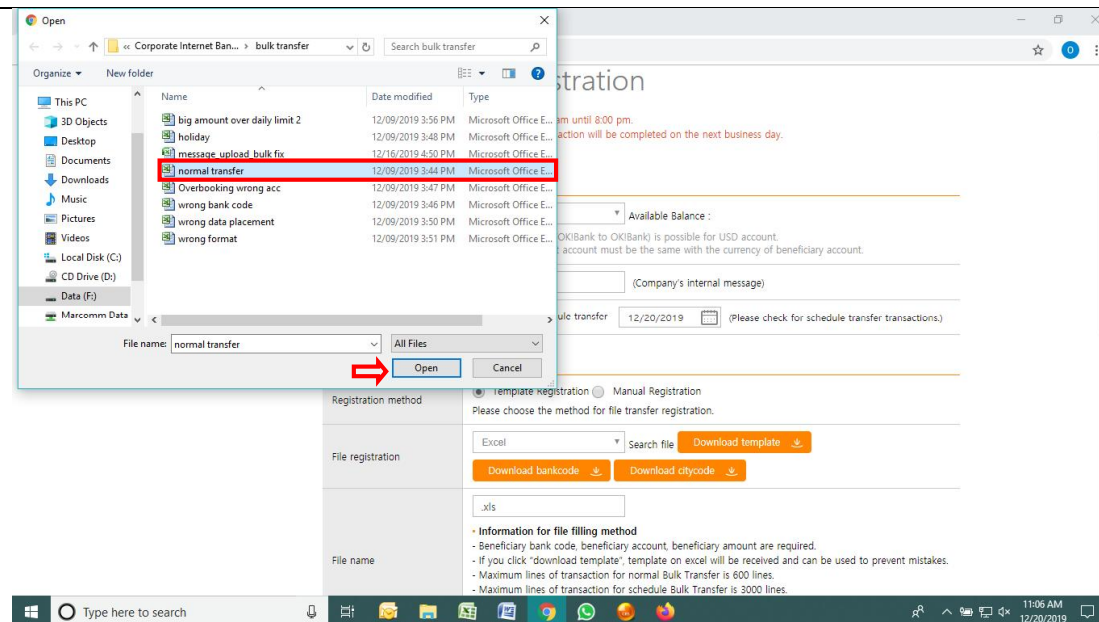 Open
« Corporate Internet Ban... › bulk transfer
Search bulk transfer
Organize
New folder
Name
Date modified
Type
This PC
3D Objects
Desktop
Documents
Downloads
Music
Pictures
Videos
Local Disk (C:)
CD Drive (D:)
Data (F:)
Marcomm Data
big amount over daily limit 2 12/09/2019 3:56 PM Microsoft Office E...
holiday 12/09/2019 3:48 PM Microsoft Office E...
message_upload_bulk fix 12/16/2019 4:50 PM Microsoft Office E...
normal transfer 12/09/2019 3:44 PM Microsoft Office E...
Overbooking wrong acc 12/09/2019 3:47 PM Microsoft Office E...
wrong bank code 12/09/2019 3:46 PM Microsoft Office E...
wrong data placement 12/09/2019 3:50 PM Microsoft Office E...
wrong format 12/09/2019 3:51 PM Microsoft Office E...
File name: normal transfer
All Files
Open
Cancel
O
stration
am until 8:00 pm.
action will be completed on the next business day.
Available Balance :
OK!Bank to OK!Bank) is possible for USD account.
account must be the same with the currency of beneficiary account.
(Company's internal message)
ule transfer 12/20/2019 (Please check for schedule transfer transactions.)
Registration method
Template Registration Manual Registration
Please choose the method for file transfer registration.
File registration
Excel Search file Download template
Download bankcode Download citycode
File name
.xls
• Information for file filling method
- Beneficiary bank code, beneficiary account, beneficiary amount are required.
- If you click "download template", template on excel will be received and can be used to prevent mistakes.
- Maximum lines of transaction for normal Bulk Transfer is 600 lines.
- Maximum lines of transaction for schedule Bulk Transfer is 3000 lines.
Type here to search
11:06 AM
12/20/2019